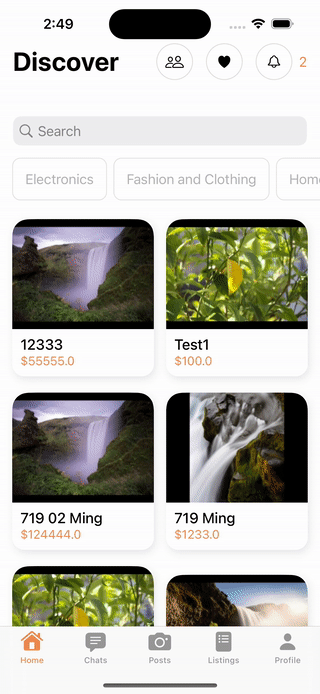 2:49
Discover
2
Search
Electronics
Fashion and Clothing
Home
12333
$55555.0
Test1
$100.0
719 02 Ming
$124444.0
719 Ming
$1233.0
Home
Chats
Posts
Listings
Profile